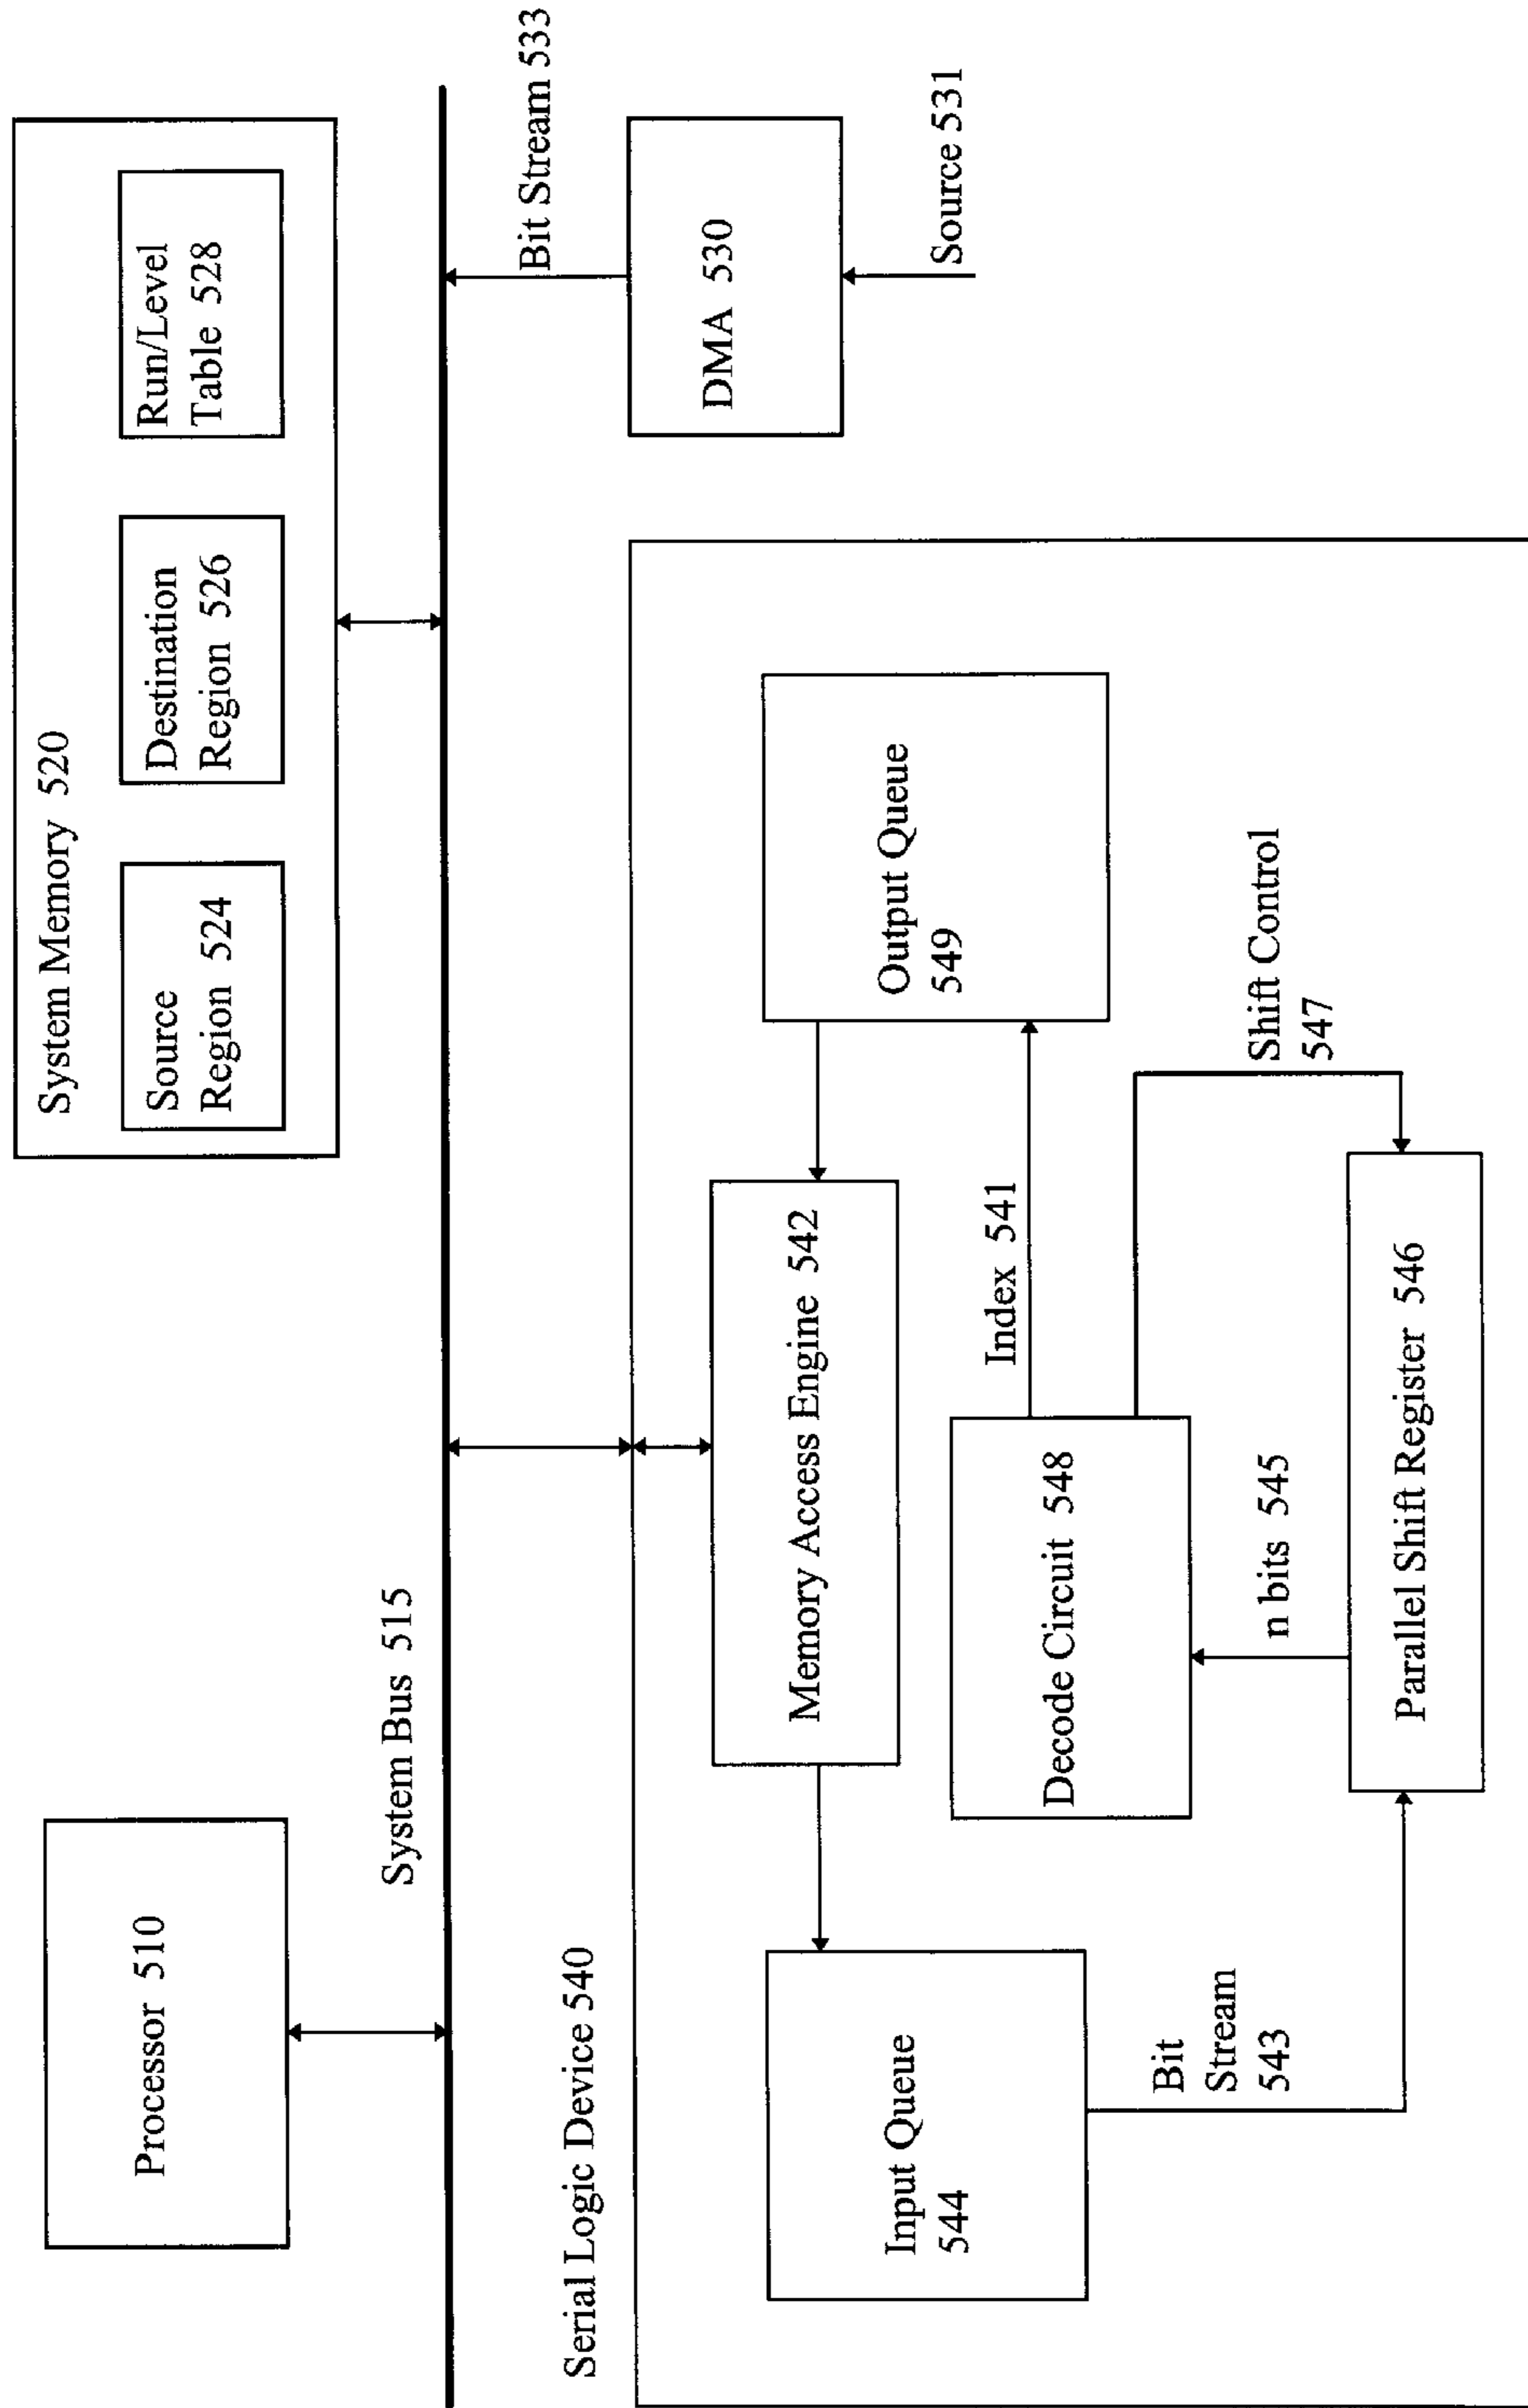 Processor 510
System Memory 520
Source
Region 524
Destination
Region 526
Run/Level
Table 528
System Bus 515
Bit Stream 533
DMA 530
Source 531
Serial Logic Device 540
Memory Access Engine 542
Input Queue
544
Output Queue
549
Decode Circuit 548
Index 541
Bit
Stream
543
n bits 545
Shift Control
547
Parallel Shift Register 546